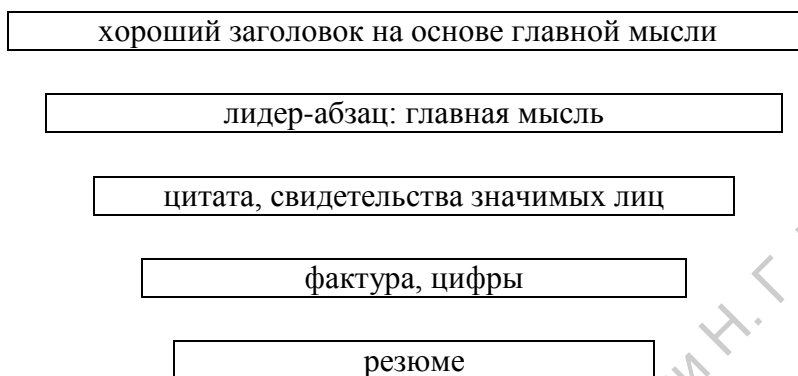 хороший заголовок на основе главной мысли
лидер-абзац: главная мысль
цитата, свидетельства значимых лиц
фактура, цифры
резюме
и Н. Г.